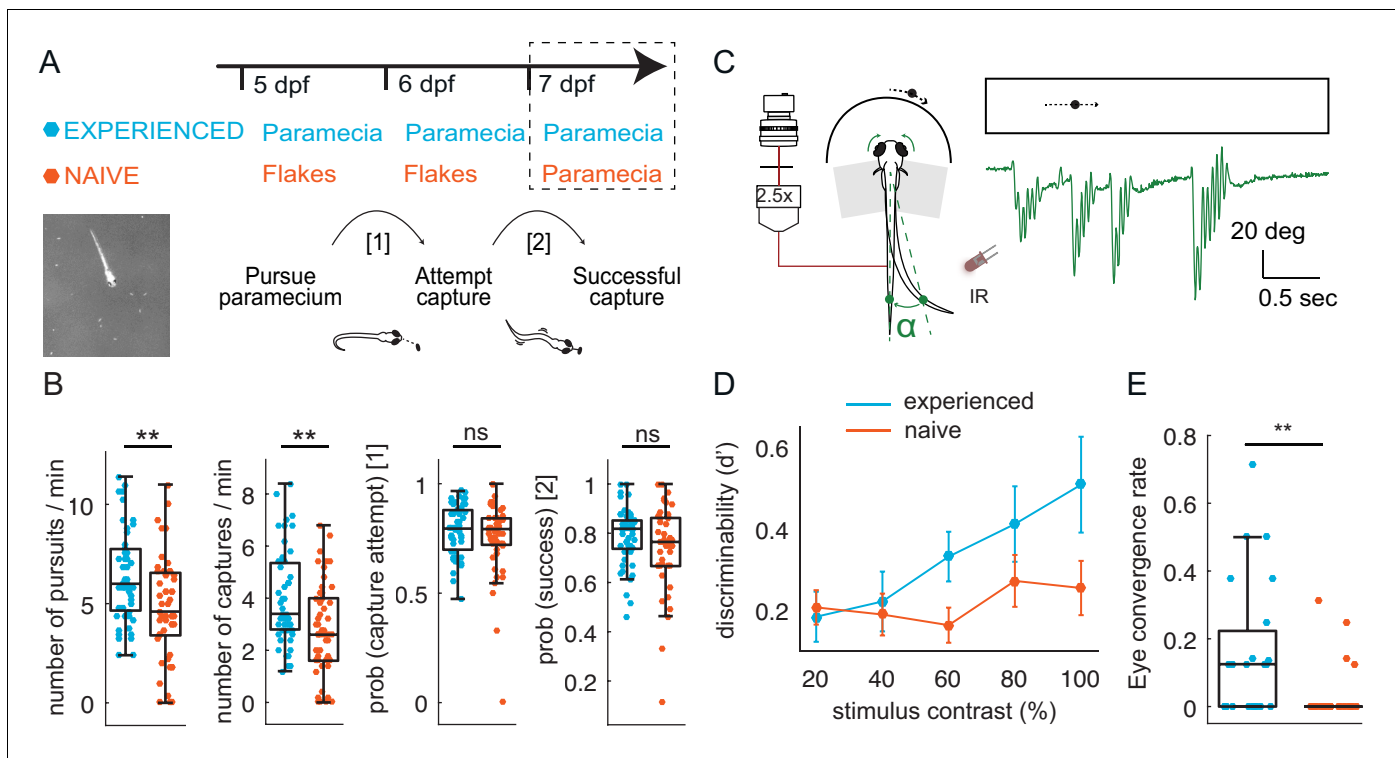 A
5 dpf 6 dpf 7 dpf
EXPERIENCED Paramecia Paramecia Paramecia
NAIVE Flakes Flakes Paramecia
[1] [2]
Pursue paramecium Attempt capture Successful capture
B
** ** ns ns
number of pursuits / min
10
5
0
number of captures / min
8
6
4
2
0
prob (capture attempt) [1]
1
0.5
0
prob (success) [2]
1
0.8
0.6
0.4
0.2
C
2.5x
α
IR
20 deg
0.5 sec
D
experienced
naive
discriminability (d')
0.6
0.4
0.2
20 40 60 80 100
stimulus contrast (%)
E
**
Eye convergence rate
0.8
0.6
0.4
0.2
0